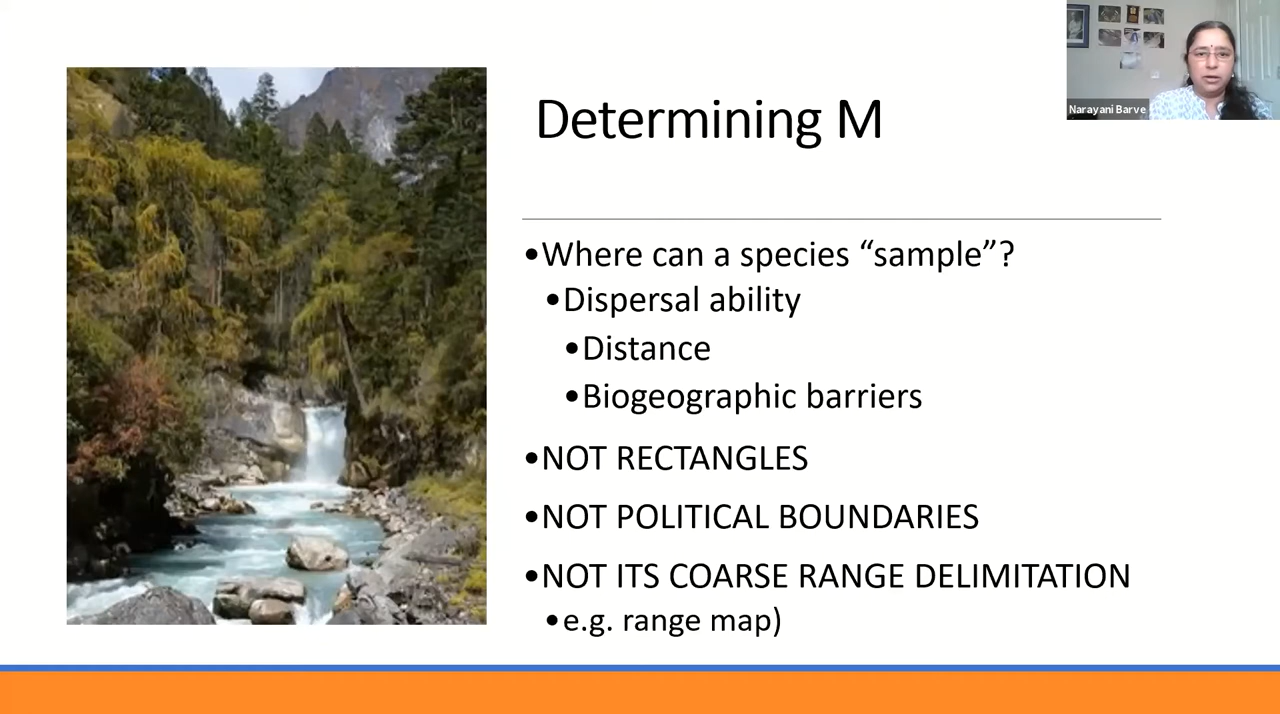 Narayani Barve
Determining M
•Where can a species “sample”?
•Dispersal ability
•Distance
•Biogeographic barriers
•NOT RECTANGLES
•NOT POLITICAL BOUNDARIES
•NOT ITS COARSE RANGE DELIMITATION
•e.g. range map)